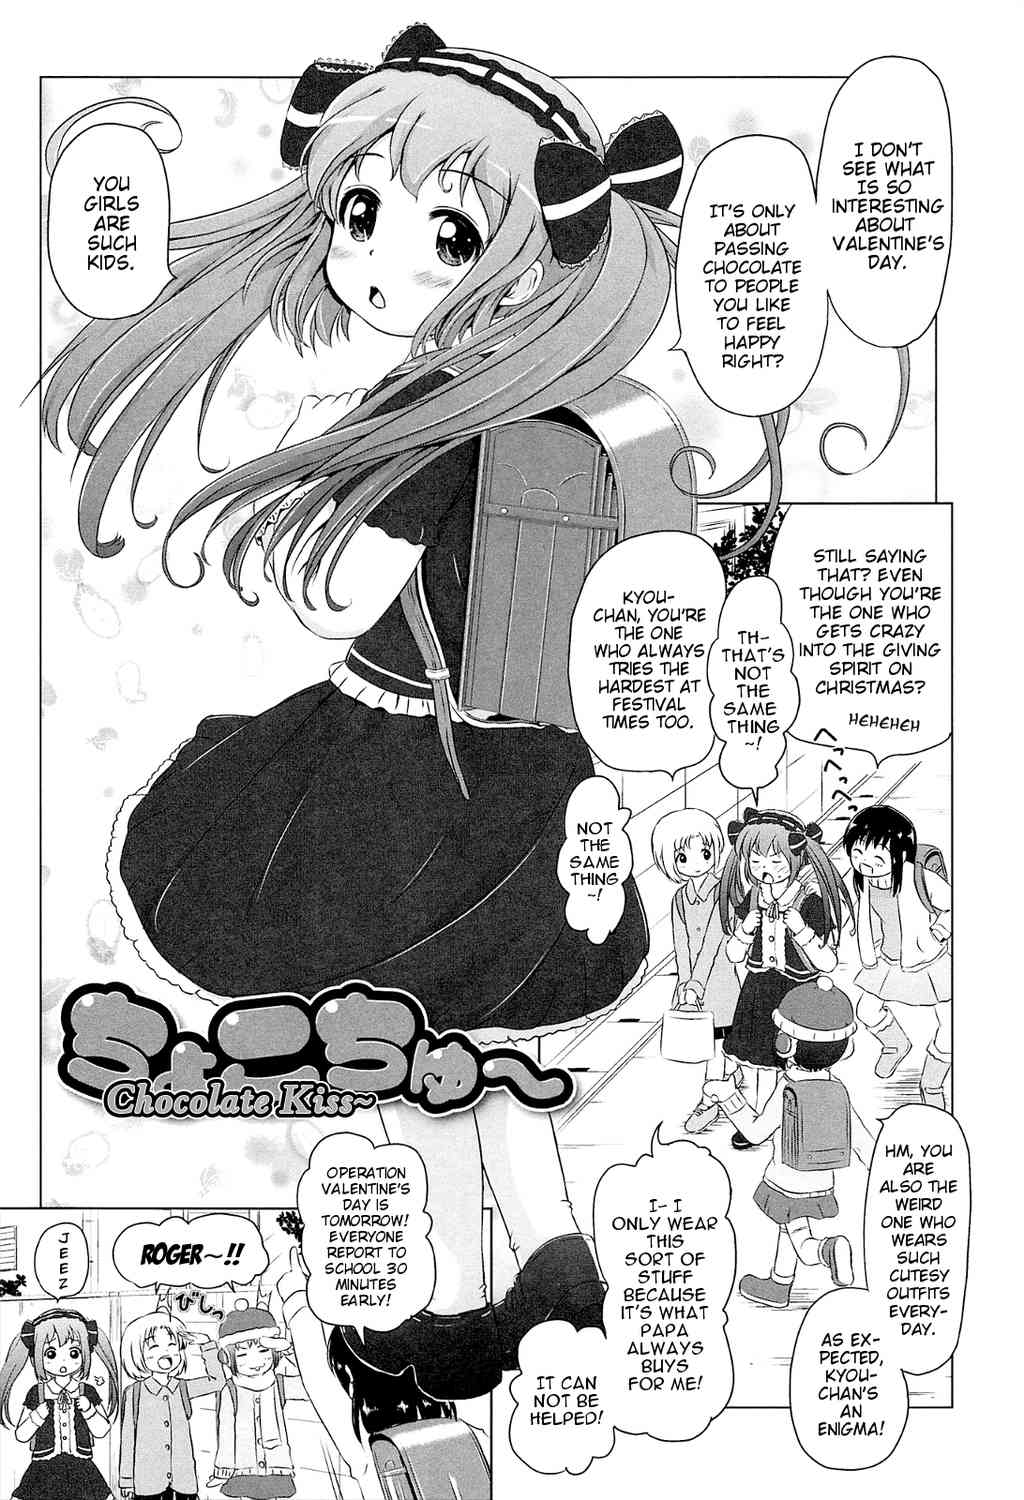 I DON'T
SEE WHAT
IS SO
INTERESTING
ABOUT
VALENTINE'S
DAY.
IT'S ONLY
ABOUT
PASSING
CHOCOLATE
TO PEOPLE
YOU LIKE
TO FEEL
HAPPY
RIGHT?
YOU
GIRLS
ARE
SUCH
KIDS.
STILL SAYING
THAT? EVEN
THOUGH YOU'RE
THE ONE WHO
GETS CRAZY
INTO THE GIVING
SPIRIT ON
CHRISTMAS?
HEHEHEH
へっへっへっ
TH-
THAT'S
NOT
THE
SAME
THING~!
KYOU-
CHAN, YOU'RE
THE ONE
WHO ALWAYS
TRIES THE
HARDEST AT
FESTIVAL
TIMES TOO.
NOT
THE
SAME
THING~!
ちょこちゅ～
Chocolate Kiss~
HM, YOU
ARE
ALSO THE
WEIRD
ONE WHO
WEARS
SUCH
CUTESY
OUTFITS
EVERY-
DAY.
AS EX-
PECTED,
KYOU-
CHAN'S
AN
ENIGMA!
I- I
ONLY WEAR
THIS
SORT OF
STUFF
BECAUSE
IT'S WHAT
PAPA
ALWAYS
BUYS
FOR ME!
IT CAN
NOT BE
HELPED!
OPERATION
VALENTINE'S
DAY IS
TOMORROW!
EVERYONE
REPORT TO
SCHOOL 30
MINUTES
EARLY!
ROGER~!!
びしっ
JEEZ